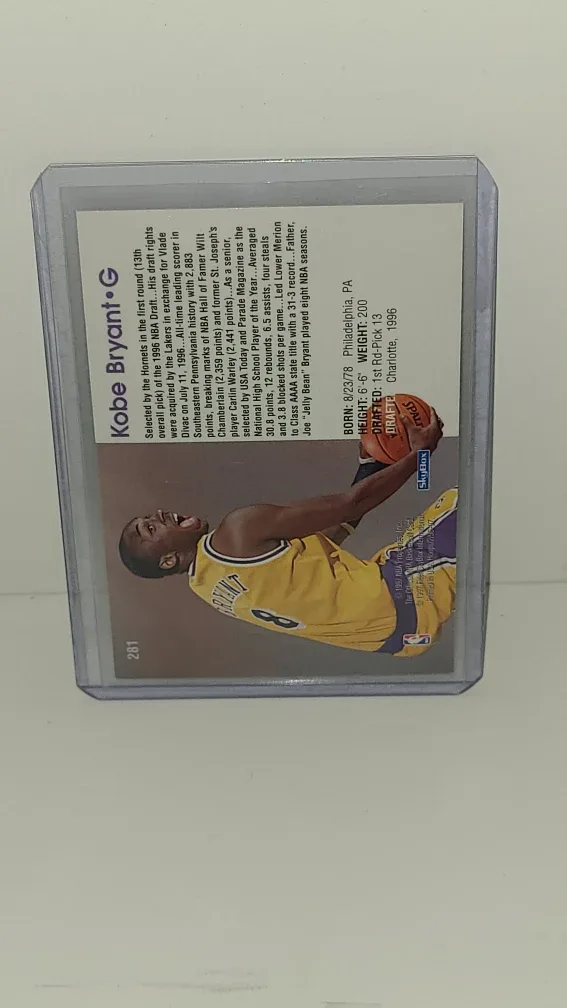 281
Kobe Bryant•G
Selected by the Hornets in the first round (13th
overall pick) of the 1996 NBA Draft...His draft rights
were acquired by the Lakers in exchange for Vlade
Divac on July 11, 1996...All-time leading scorer in
Southeastern Pennsylvania history with 2,883
points, breaking marks of NBA Hall of Famer Wilt
Chamberlain (2,359 points) and former St. Joseph's
player Carlin Warley (2,441 points)...As a senior,
selected by USA Today and Parade Magazine as the
National High School Player of the Year...Averaged
30.8 points, 12 rebounds, 6.5 assists, four steals
and 3.8 blocked shots per game...Led Lower Merion
to Class AAAA state title with a 31-3 record...Father,
Joe "Jelly Bean" Bryant played eight NBA seasons.
BRYANT
8
BORN: 8/23/78 Philadelphia, PA
HEIGHT: 6'-6" WEIGHT: 200
DRAFTED: 1st Rd-Pick 13
DRAFTE Charlotte, 1996
SkyBox
NBA